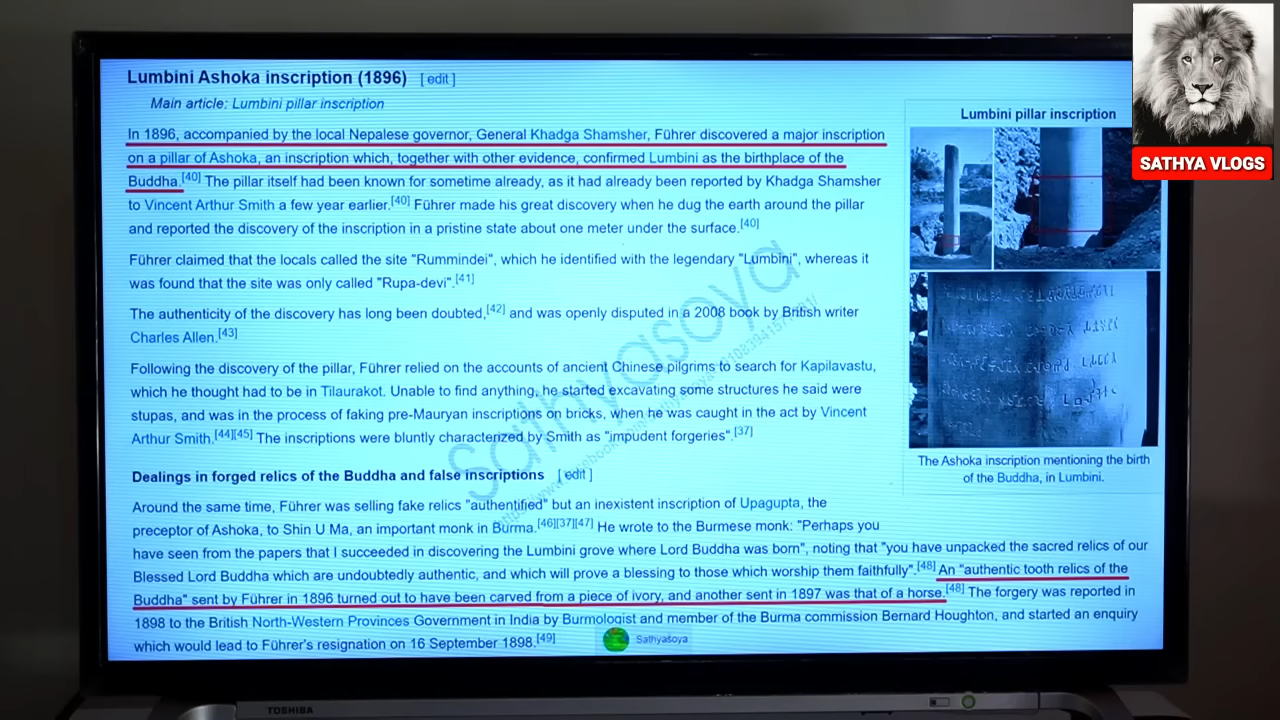 Lumbini Ashoka inscription (1896) [ edit ]
Main article: Lumbini pillar inscription
In 1896, accompanied by the local Nepalese governor, General Khadga Shamsher, Führer discovered a major inscription
on a pillar of Ashoka, an inscription which, together with other evidence, confirmed Lumbini as the birthplace of the
Buddha.[40] The pillar itself had been known for sometime already, as it had already been reported by Khadga Shamsher
to Vincent Arthur Smith a few year earlier.[40] Führer made his great discovery when he dug the earth around the pillar
and reported the discovery of the inscription in a pristine state about one meter under the surface.[40]
Führer claimed that the locals called the site "Rummindei", which he identified with the legendary "Lumbini", whereas it
was found that the site was only called "Rupa-devi".[41]
The authenticity of the discovery has long been doubted,[42] and was openly disputed in a 2008 book by British writer
Charles Allen.[43]
Following the discovery of the pillar, Führer relied on the accounts of ancient Chinese pilgrims to search for Kapilavastu,
which he thought had to be in Tilaurakot. Unable to find anything, he started excavating some structures he said were
stupas, and was in the process of faking pre-Mauryan inscriptions on bricks, when he was caught in the act by Vincent
Arthur Smith.[44][45] The inscriptions were bluntly characterized by Smith as "impudent forgeries".[37]
Dealings in forged relics of the Buddha and false inscriptions [ edit ]
Around the same time, Führer was selling fake relics "authentified" but an inexistent inscription of Upagupta, the
preceptor of Ashoka, to Shin U Ma, an important monk in Burma.[46][37][47] He wrote to the Burmese monk: "Perhaps you
have seen from the papers that I succeeded in discovering the Lumbini grove where Lord Buddha was born", noting that "you have unpacked the sacred relics of our
Blessed Lord Buddha which are undoubtedly authentic, and which will prove a blessing to those which worship them faithfully".[48] An "authentic tooth relics of the
Buddha" sent by Führer in 1896 turned out to have been carved from a piece of ivory, and another sent in 1897 was that of a horse.[48] The forgery was reported in
1898 to the British North-Western Provinces Government in India by Burmologist and member of the Burma commission Bernard Houghton, and started an enquiry
which would lead to Führer's resignation on 16 September 1898.[49]
Lumbini pillar inscription
The Ashoka inscription mentioning the birth
of the Buddha, in Lumbini.
SATHYA VLOGS
Sathyasoya
Sathyasoya
TOSHIBA